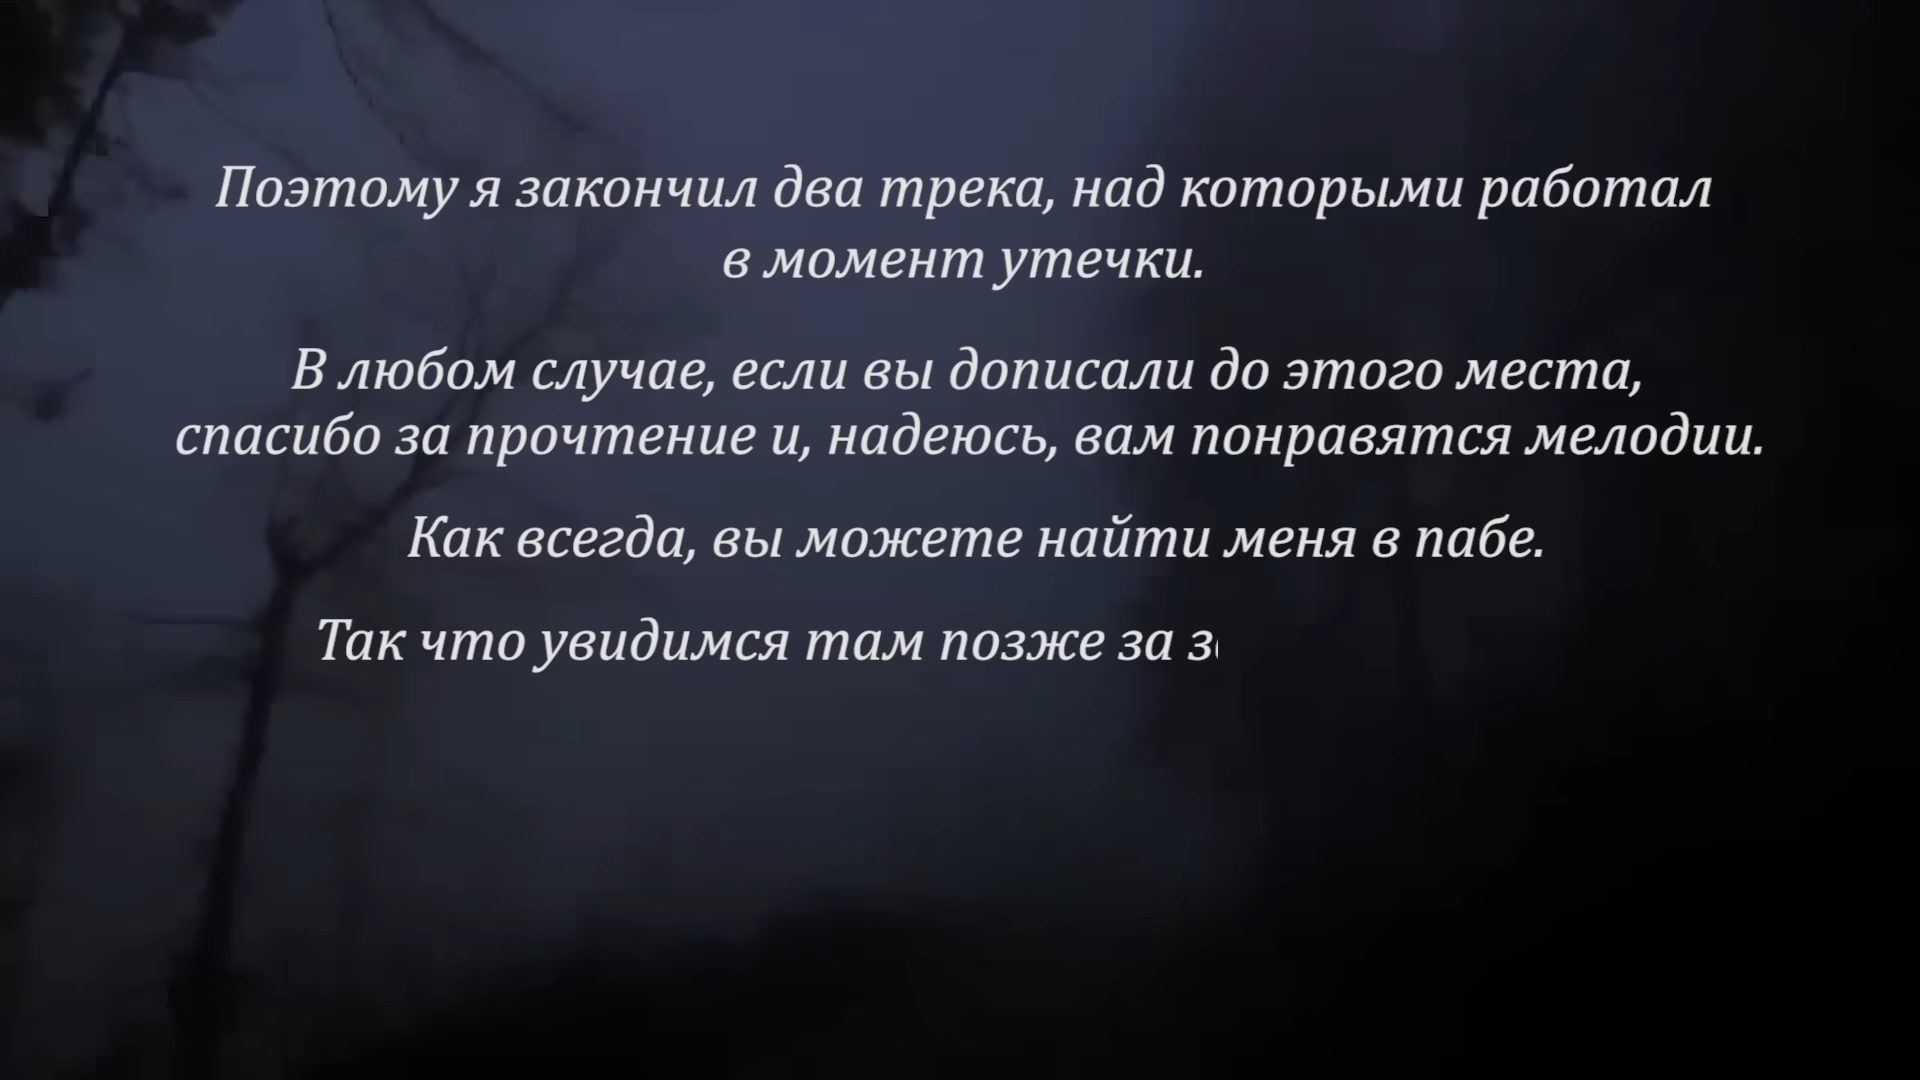 Поэтому я закончил два трека, над которыми работал
в момент утечки.
В любом случае, если вы дописали до этого места,
спасибо за прочтение и, надеюсь, вам понравятся мелодии.
Как всегда, вы можете найти меня в пабе.
Так что увидимся там позже за